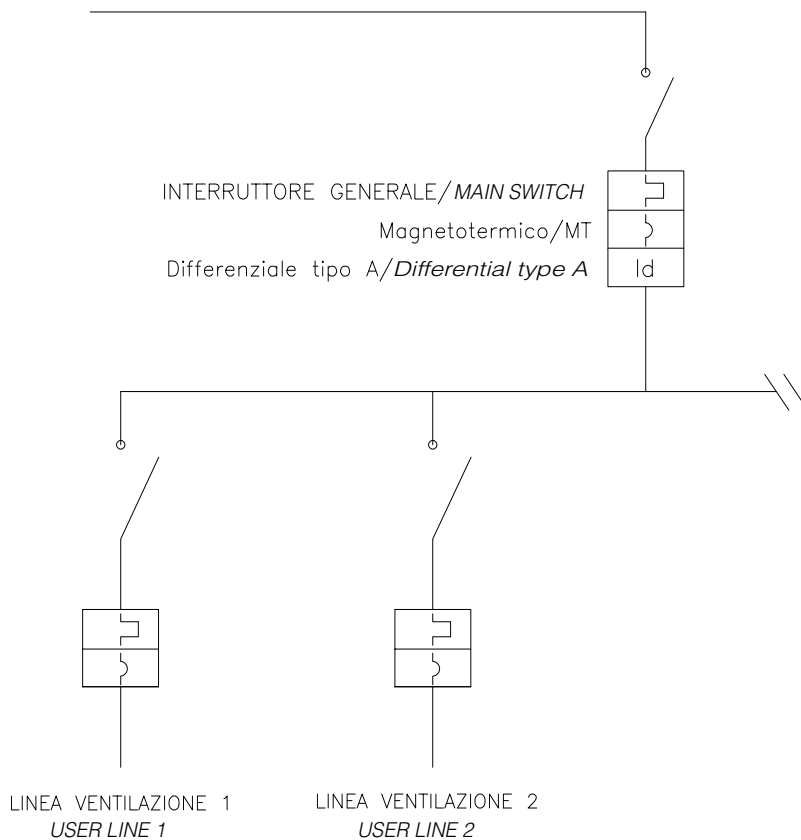 INTERRUTTORE GENERALE/MAIN SWITCH
Magnetotermico/MT
Differenziale tipo A/Differential type A
Id
LINEA VENTILAZIONE 1
USER LINE 1
LINEA VENTILAZIONE 2
USER LINE 2